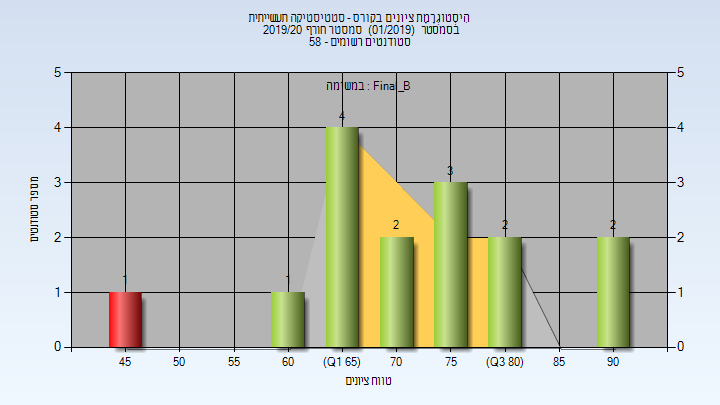 היסטוגרמת ציונים בקורס - סטטיסטיקה תעשייתית
בסמסטר (01/2019) סמסטר חורף 2019/20
סטודנטים רשומים - 58
במשימה : Final_B
5 5
4 4
3 3
2 2
1 1
0 0
1 1 4 2 3 2 2
מספר סטודנטים
45 50 55 60 (Q1 65) 70 75 (Q3 80) 85 90
טווח ציונים